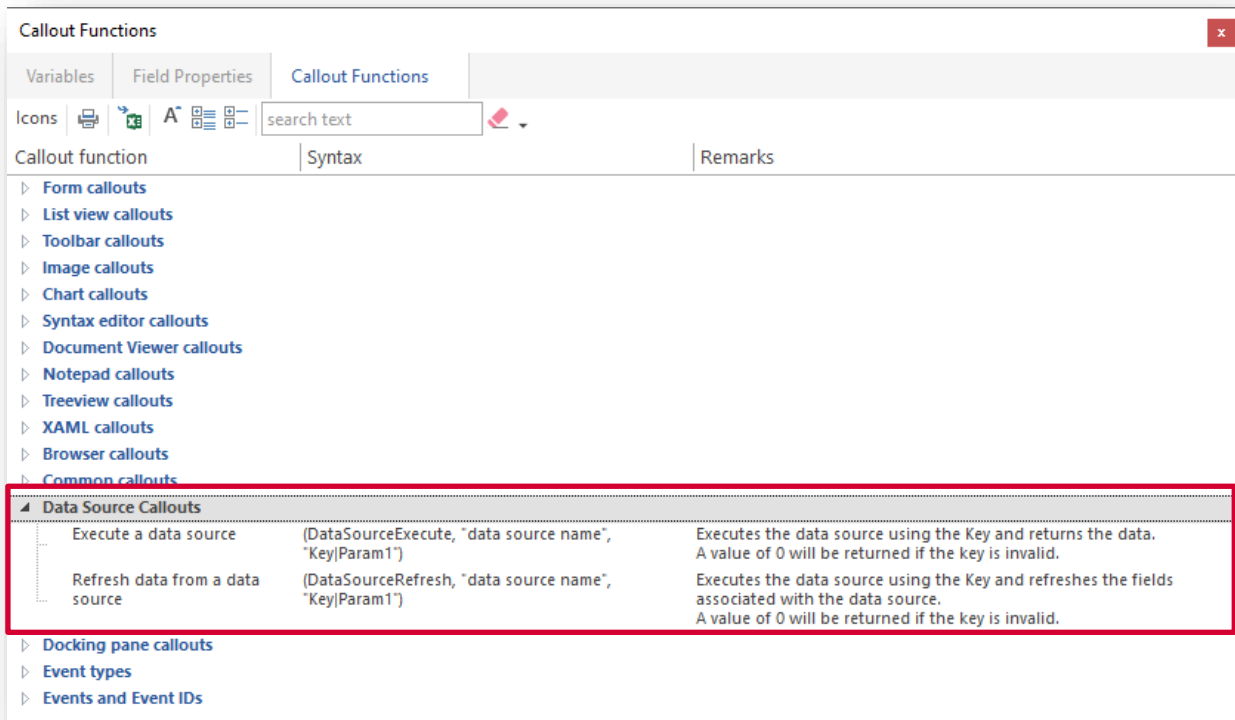 Callout Functions
x
Variables Field Properties Callout Functions
Icons A search text
Callout function Syntax Remarks
Form callouts
List view callouts
Toolbar callouts
Image callouts
Chart callouts
Syntax editor callouts
Document Viewer callouts
Notepad callouts
Treeview callouts
XAML callouts
Browser callouts
Common callouts
Data Source Callouts
Execute a data source (DataSourceExecute, "data source name", Executes the data source using the Key and returns the data.
"Key|Param1") A value of 0 will be returned if the key is invalid.
Refresh data from a data (DataSourceRefresh, "data source name", Executes the data source using the Key and refreshes the fields
source "Key|Param1") associated with the data source.
A value of 0 will be returned if the key is invalid.
Docking pane callouts
Event types
Events and Event IDs